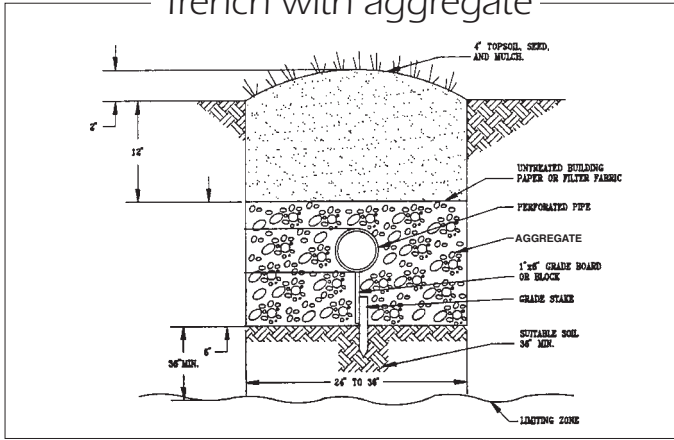 Trench with aggregate
4" TOPSOIL, SEED,
AND MULCH.
2"
12"
UNTREATED BUILDING
PAPER OR FILTER FABRIC
PERFORATED PIPE
AGGREGATE
1"x6" GRADE BOARD
OR BLOCK
GRADE STAKE
6"
SUITABLE SOIL
36" MIN.
36" MIN.
24" TO 36"
LIMITING ZONE